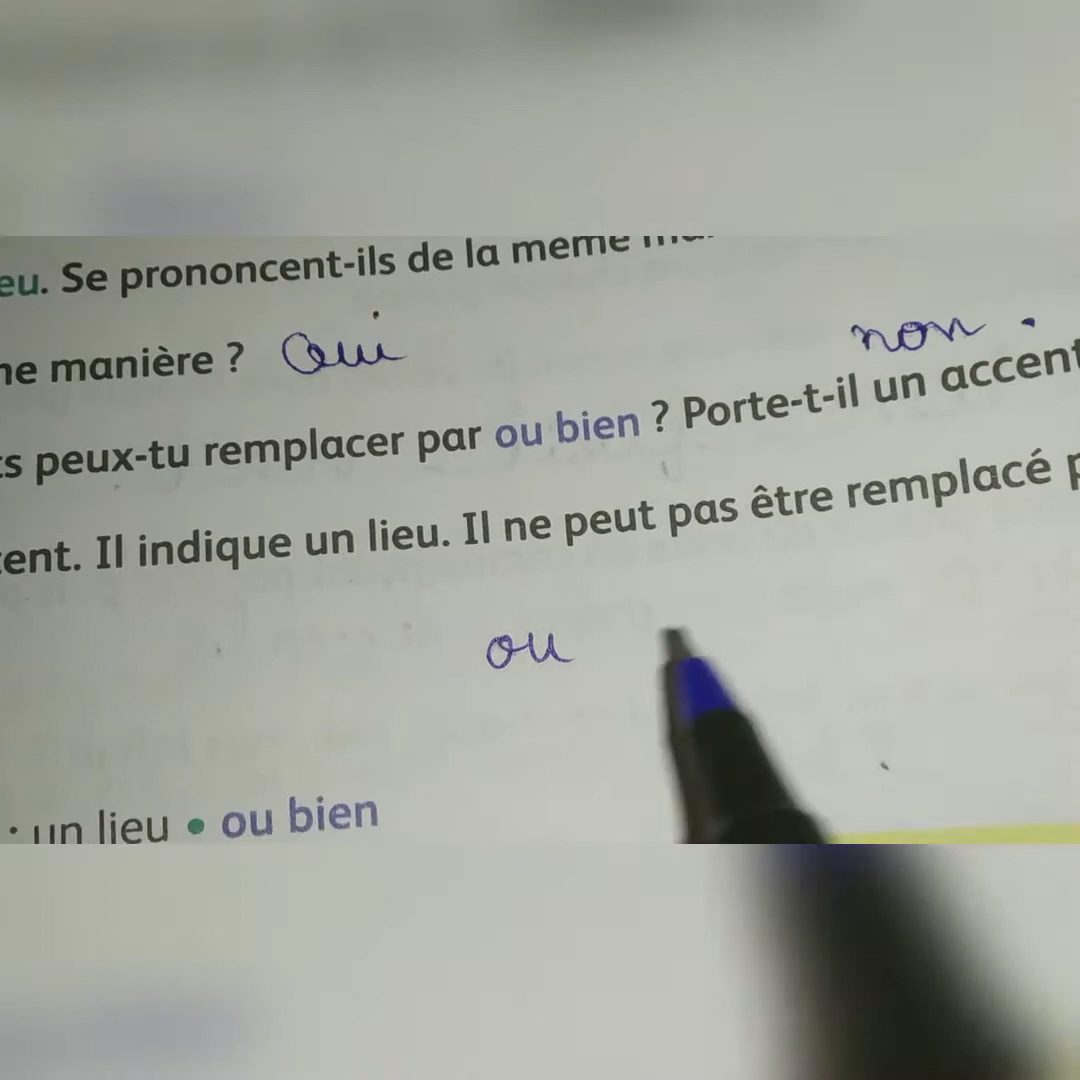 eu. Se prononcent-ils de la même
ne manière ? Oui
non.
ts peux-tu remplacer par ou bien ? Porte-t-il un accent
cent. Il indique un lieu. Il ne peut pas être remplacé p
ou
un lieu • ou bien